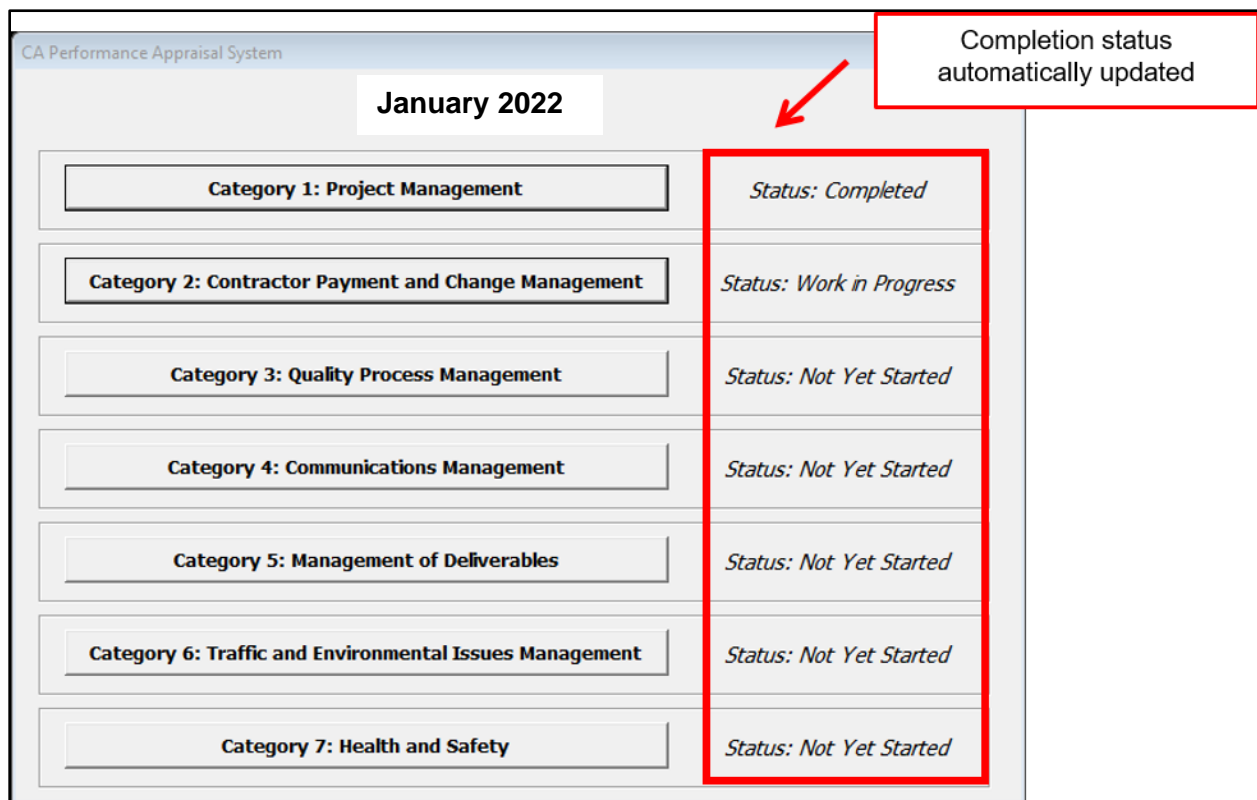 CA Performance Appraisal System
Completion status
automatically updated
January 2022
Category 1: Project Management
Status: Completed
Category 2: Contractor Payment and Change Management
Status: Work in Progress
Category 3: Quality Process Management
Status: Not Yet Started
Category 4: Communications Management
Status: Not Yet Started
Category 5: Management of Deliverables
Status: Not Yet Started
Category 6: Traffic and Environmental Issues Management
Status: Not Yet Started
Category 7: Health and Safety
Status: Not Yet Started